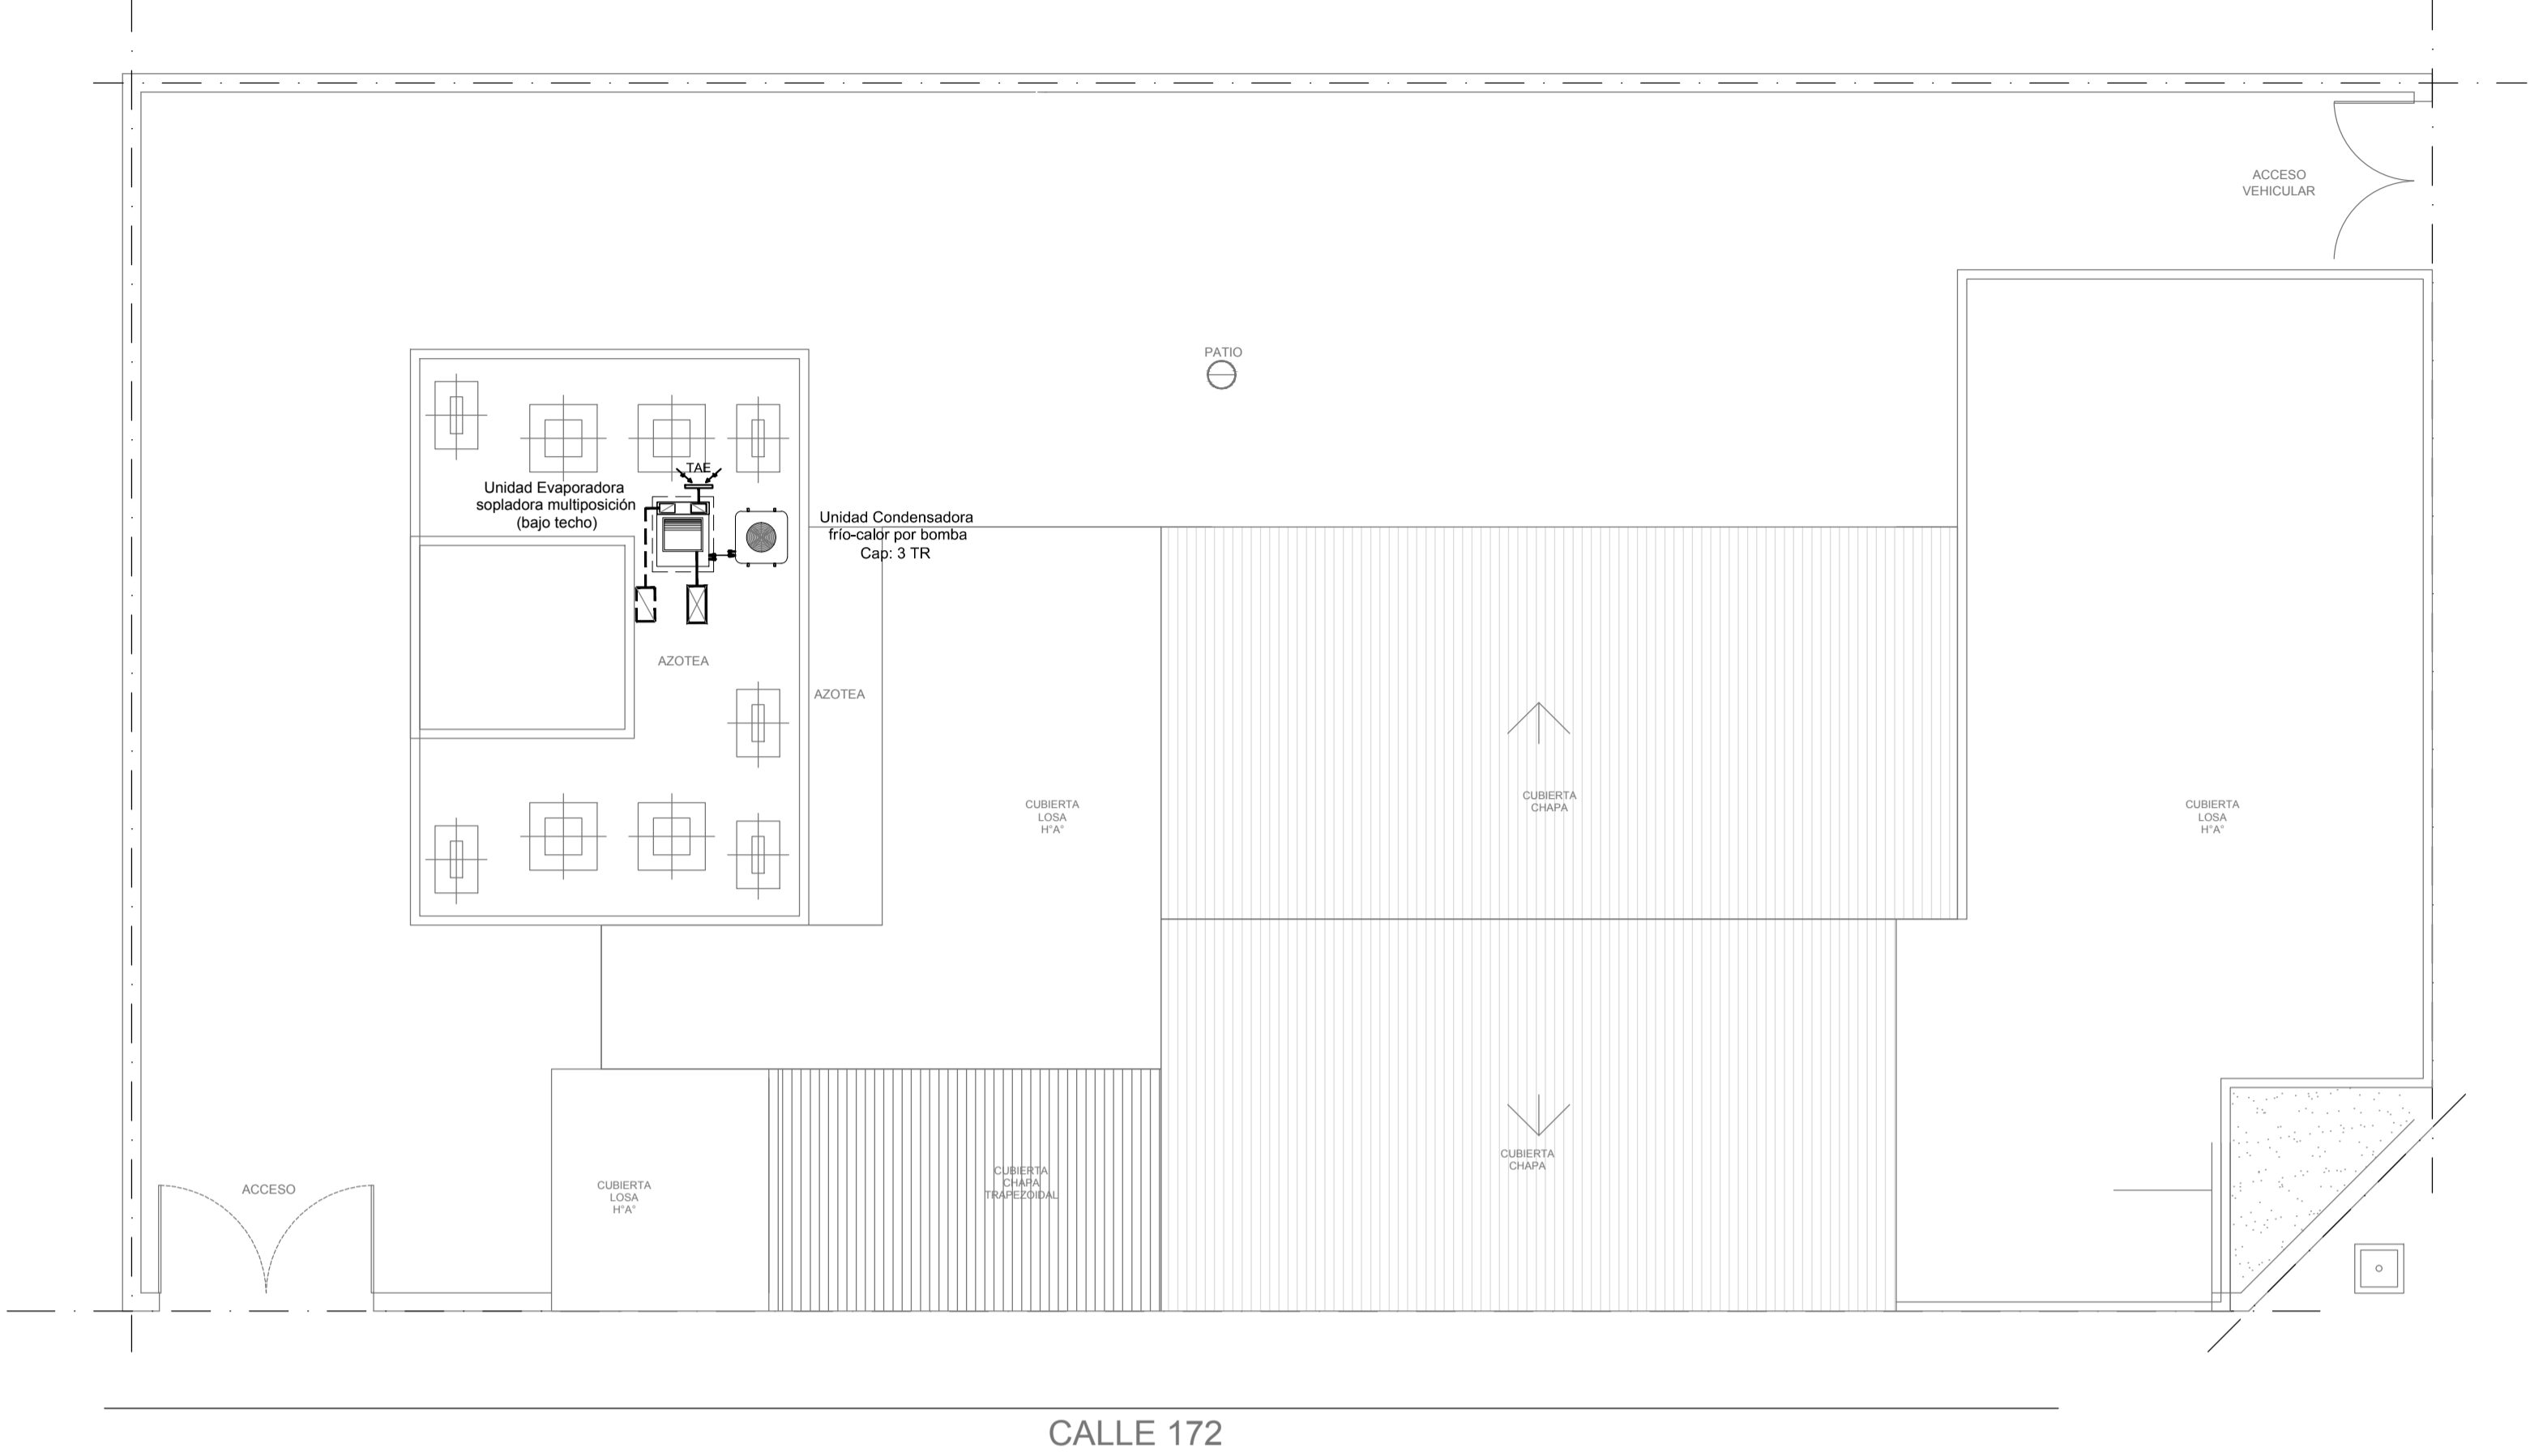 ACCESO
VEHICULAR
PATIO
TAE
Unidad Evaporadora
sopladora multiposición
(bajo techo)
Unidad Condensadora
frío-calor por bomba
Cap: 3 TR
AZOTEA
AZOTEA
CUBIERTA
LOSA
H°A°
CUBIERTA
CHAPA
CUBIERTA
LOSA
H°A°
CUBIERTA
CHAPA
CUBIERTA
CHAPA
TRAPEZOIDAL
ACCESO
CUBIERTA
LOSA
H°A°
CALLE 172